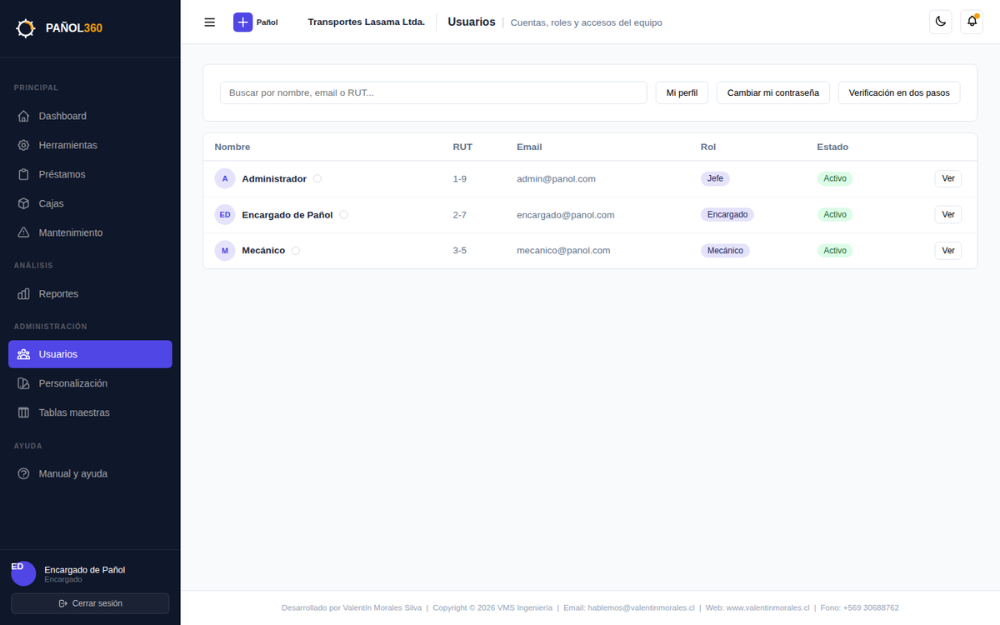 PAÑOL360
PRINCIPAL
Dashboard
Herramientas
Préstamos
Cajas
Mantenimiento
ANÁLISIS
Reportes
ADMINISTRACIÓN
Usuarios
Personalización
Tablas maestras
AYUDA
Manual y ayuda
ED
Encargado de Pañol
Encargado
Cerrar sesión
Pañol Transportes Lasama Ltda. Usuarios | Cuentas, roles y accesos del equipo
Buscar por nombre, email o RUT... Mi perfil Cambiar mi contraseña Verificación en dos pasos
Nombre RUT Email Rol Estado
A Administrador 1-9 admin@panol.com Jefe Activo Ver
ED Encargado de Pañol 2-7 encargado@panol.com Encargado Activo Ver
M Mecánico 3-5 mecanico@panol.com Mecánico Activo Ver
Desarrollado por Valentín Morales Silva | Copyright © 2026 VMS Ingeniería | Email: hablemos@valentinmorales.cl | Web: www.valentinmorales.cl | Fono: +569 30688762